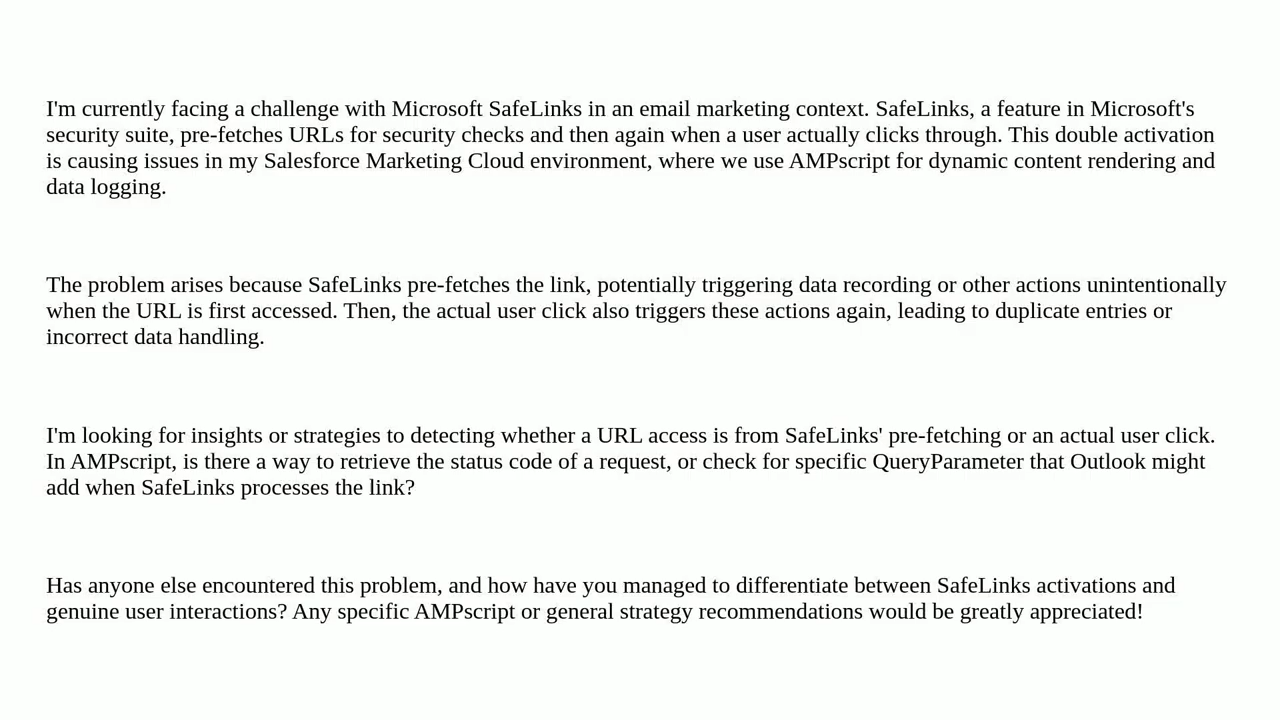 I'm currently facing a challenge with Microsoft SafeLinks in an email marketing context. SafeLinks, a feature in Microsoft's
security suite, pre-fetches URLs for security checks and then again when a user actually clicks through. This double activation
is causing issues in my Salesforce Marketing Cloud environment, where we use AMPscript for dynamic content rendering and
data logging.
The problem arises because SafeLinks pre-fetches the link, potentially triggering data recording or other actions unintentionally
when the URL is first accessed. Then, the actual user click also triggers these actions again, leading to duplicate entries or
incorrect data handling.
I'm looking for insights or strategies to detecting whether a URL access is from SafeLinks' pre-fetching or an actual user click.
In AMPscript, is there a way to retrieve the status code of a request, or check for specific QueryParameter that Outlook might
add when SafeLinks processes the link?
Has anyone else encountered this problem, and how have you managed to differentiate between SafeLinks activations and
genuine user interactions? Any specific AMPscript or general strategy recommendations would be greatly appreciated!